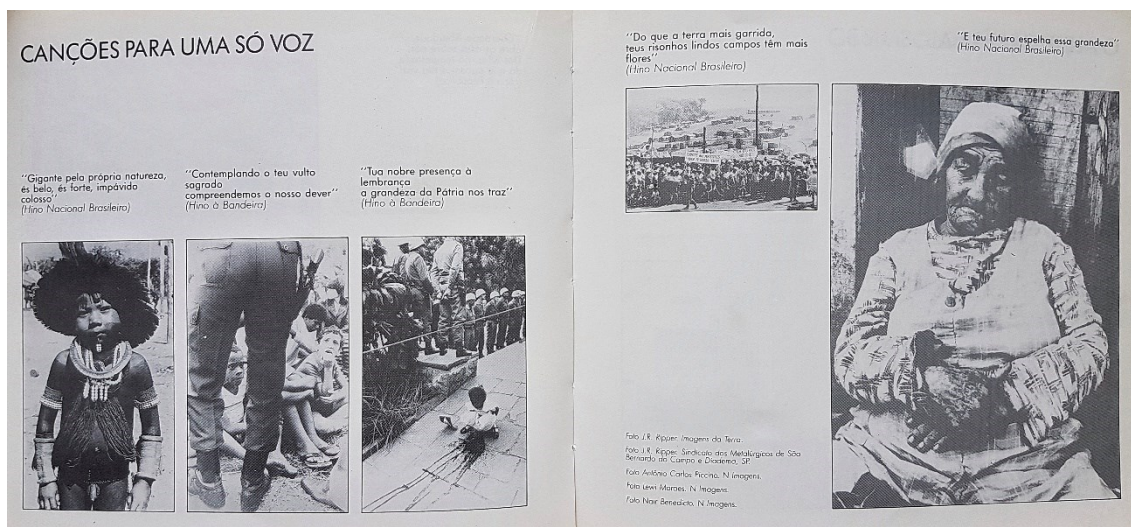 CANÇÕES PARA UMA SÓ VOZ
"Gigante pela própria natureza,
és belo, és forte, impávido
colosso"
(Hino Nacional Brasileiro)
"Contemplando o teu vulto
sagrado
compreendemos o nosso dever"
(Hino à Bandeira)
"Tua nobre presença à
lembrança
a grandeza da Pátria nos traz"
(Hino à Bandeira)
"Do que a terra mais garrida,
teus risonhos lindos campos têm mais
flores"
(Hino Nacional Brasileiro)
"E teu futuro espelha essa grandeza"
(Hino Nacional Brasileiro)
Foto J.R. Ripper. Imagens da Terra.
Foto J.R. Ripper. Sindicato dos Metalúrgicos de São
Bernardo do Campo e Diadema, SP.
Foto Antônio Carlos Piccino. N Imagens.
Foto Lewi Moraes. N Imagens.
Foto Nair Benedicto. N Imagens.